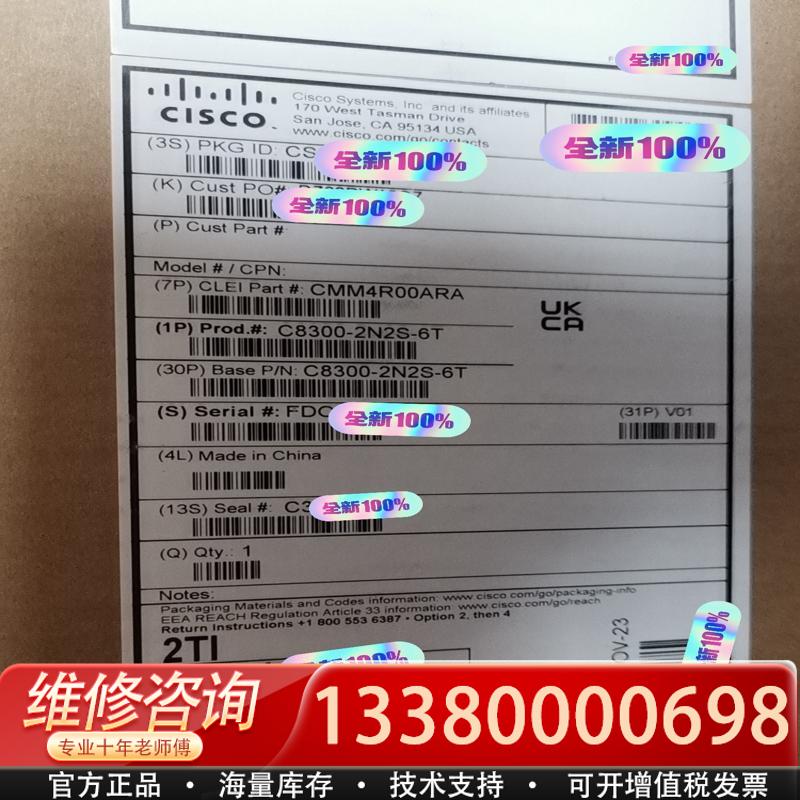 全新100%
CISCO
Cisco Systems, Inc. and its affiliates
170 West Tasman Drive
San Jose, CA 95134 USA
www.cisco.com/go/contacts
全新100%
(3S) PKG ID: CS
全新100%
(K) Cust PO#:
全新100%
(P) Cust Part #:
Model # / CPN:
(7P) CLEI Part #: CMM4R00ARA
UK
CA
(1P) Prod.#: C8300-2N2S-6T
(30P) Base P/N: C8300-2N2S-6T
(S) Serial #: FDO
全新100%
(31P) V01
(4L) Made in China
(13S) Seal #: C3
全新100%
(Q) Qty.: 1
Notes:
Packaging Materials and Codes information: www.cisco.com/go/packaging-info
EEA REACH Regulation Article 33 information: www.cisco.com/go/reach
Return Instructions +1 800 553 6387 • Option 2, then 4
2TI
OV-23
新100%
100%
维修咨询
专业十年老师傅
13380000698
官方正品 • 海量库存 • 技术支持 • 可开增值税发票